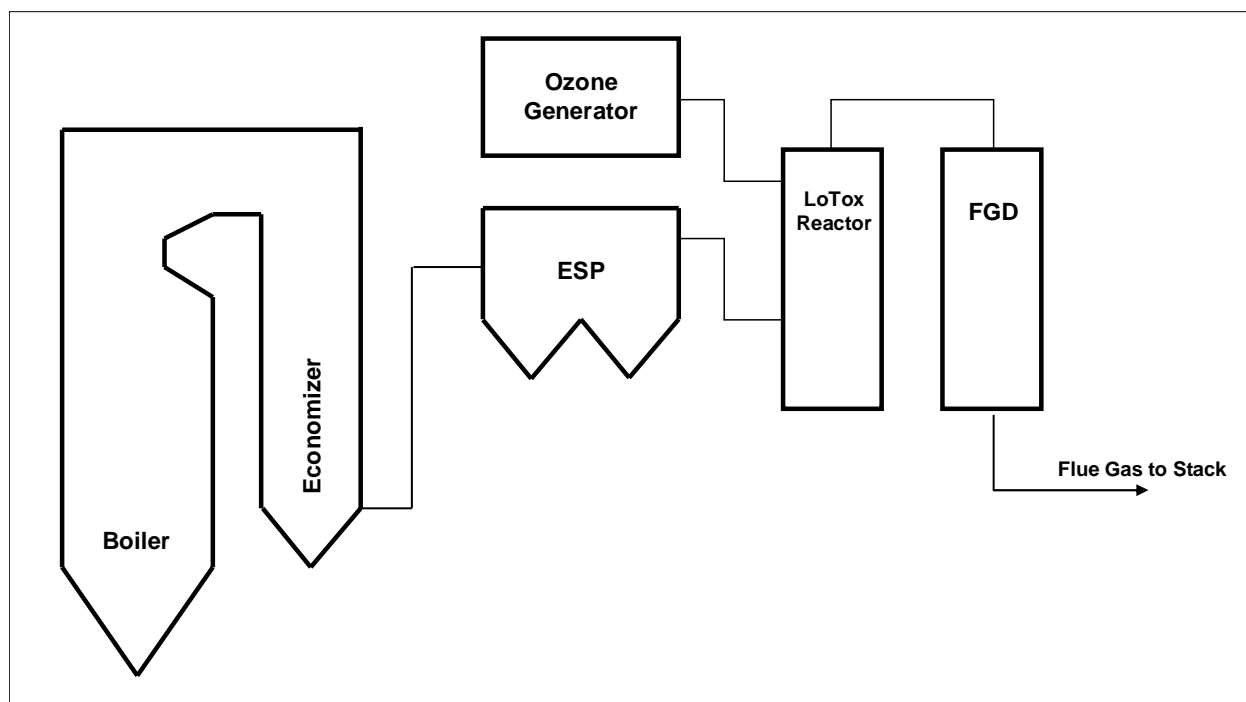 Ozone
Generator
LoTox
Reactor
FGD
ESP
Economizer
Flue Gas to Stack
Boiler